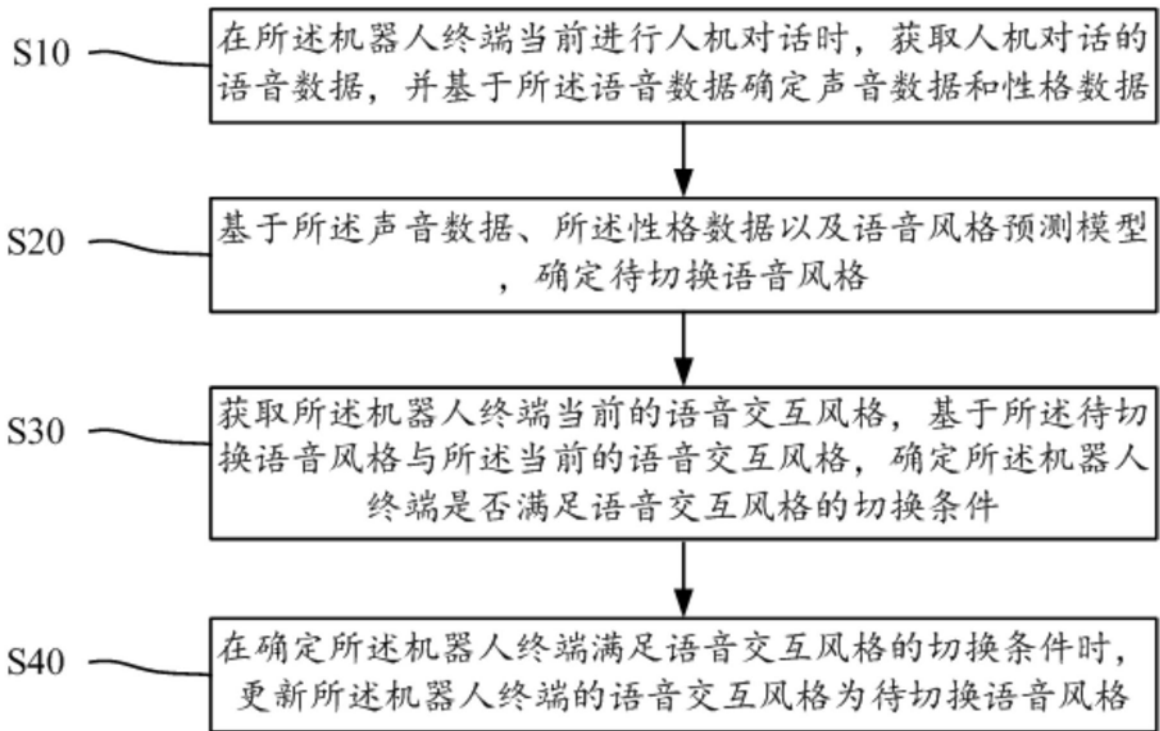 S10
在所述机器人终端当前进行人机对话时，获取人机对话的
语音数据，并基于所述语音数据确定声音数据和性格数据
S20
基于所述声音数据、所述性格数据以及语音风格预测模型
，确定待切换语音风格
S30
获取所述机器人终端当前的语音交互风格，基于所述待切
换语音风格与所述当前的语音交互风格，确定所述机器人
终端是否满足语音交互风格的切换条件
S40
在确定所述机器人终端满足语音交互风格的切换条件时，
更新所述机器人终端的语音交互风格为待切换语音风格